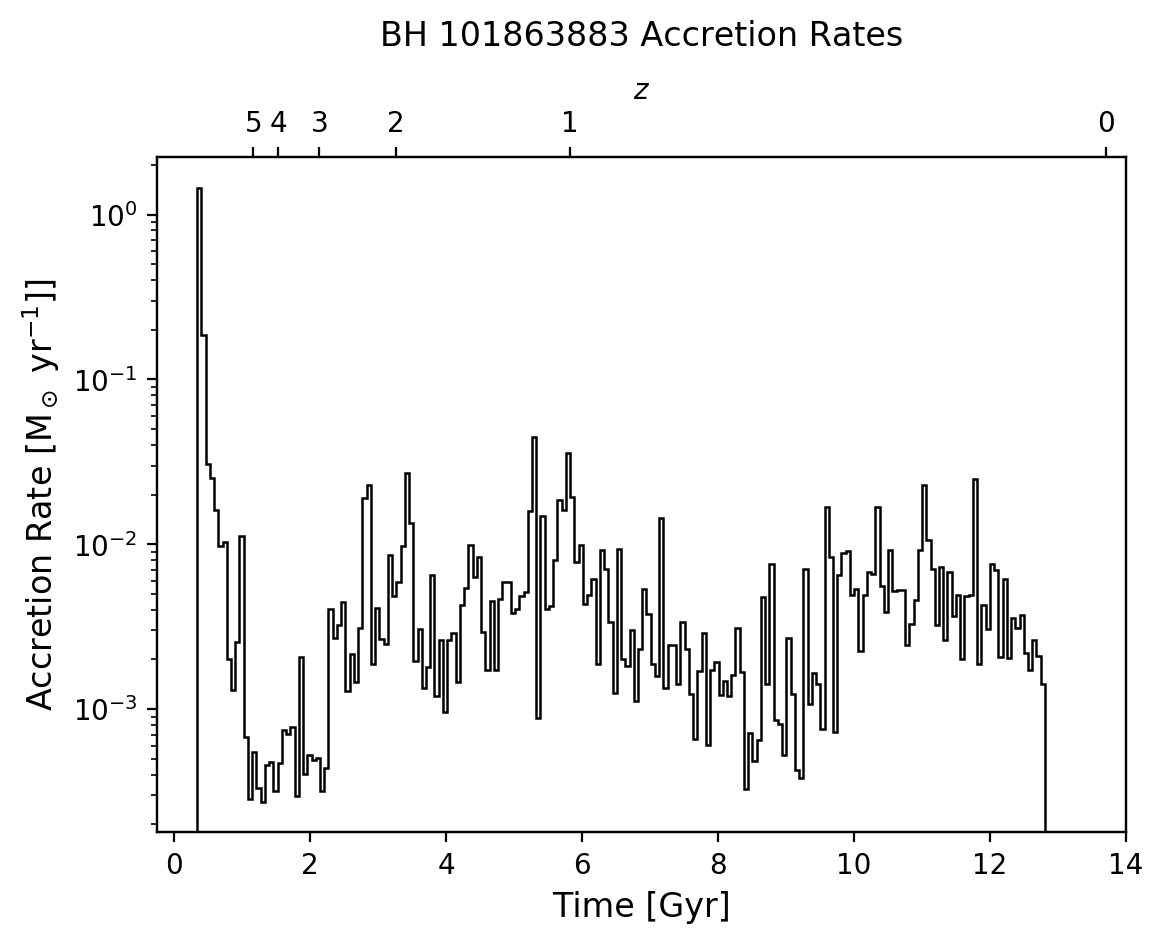 BH 101863883 Accretion Rates
z
5 4 3 2 1 0
10⁰
10⁻¹
10⁻²
10⁻³
Accretion Rate [M⊙ yr⁻¹]]
0 2 4 6 8 10 12 14
Time [Gyr]